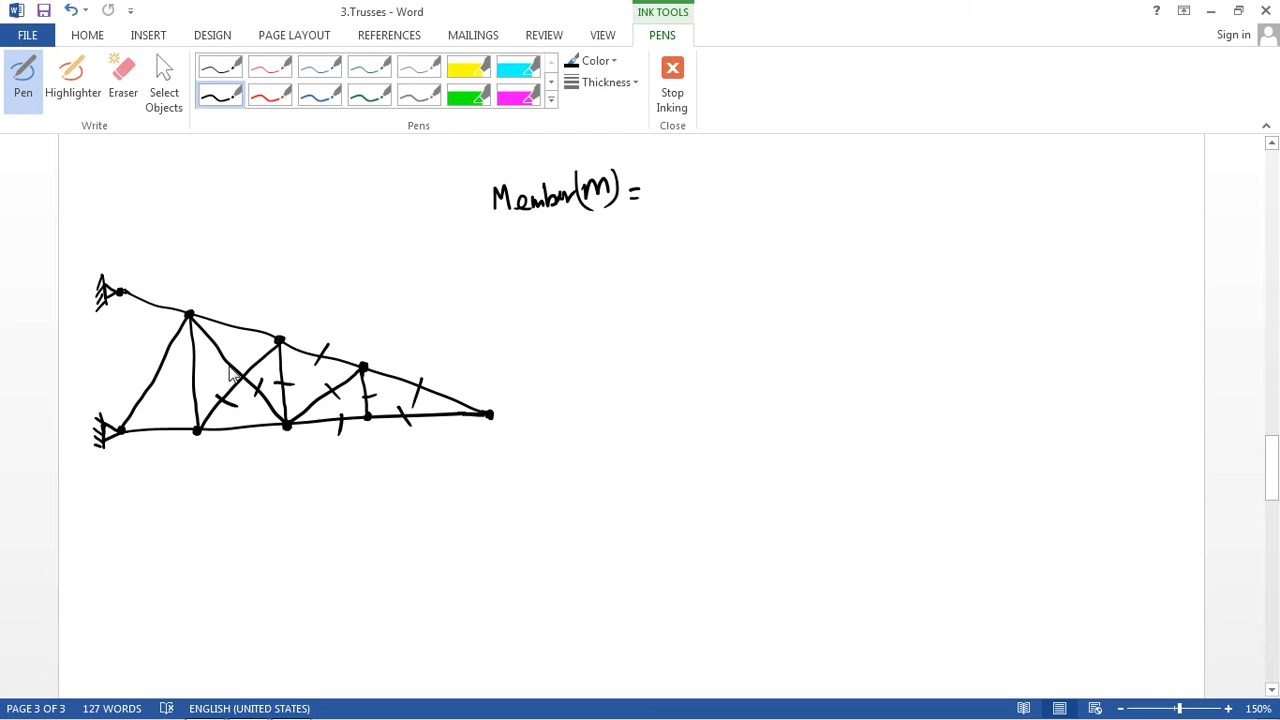 3.Trusses - Word
INK TOOLS
Sign in
FILE HOME INSERT DESIGN PAGE LAYOUT REFERENCES MAILINGS REVIEW VIEW PENS
Pen Highlighter Eraser Select Objects
Color
Thickness
Stop Inking
Write Pens Close
Member(m) =
PAGE 3 OF 3 127 WORDS ENGLISH (UNITED STATES) 150%